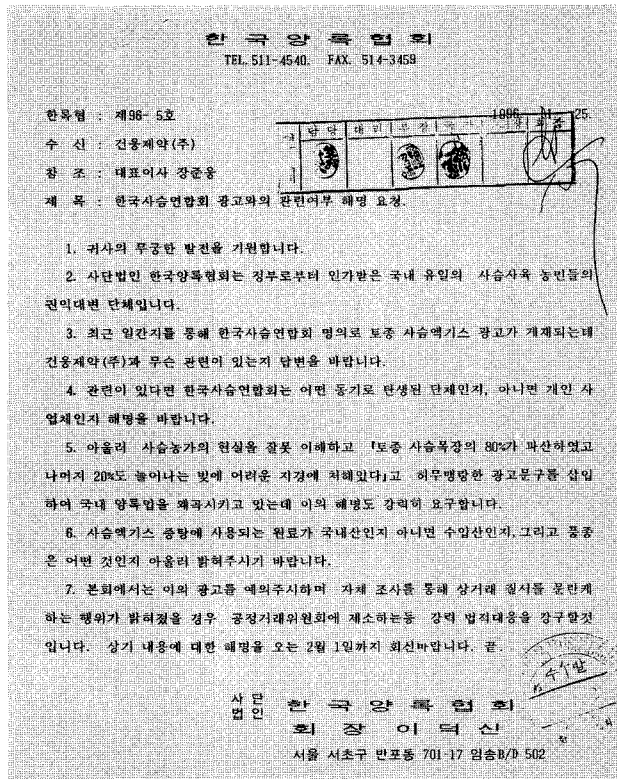 한국양록협회
TEL. 511-4540. FAX. 514-3459
한록협 : 제96- 5호
1996. 1. 25.
수 신 : 건웅제약(주)
담당 대리
참 조 : 대표이사 장준웅
제 목 : 한국사슴연합회 광고와의 관련여부 해명 요청.
1. 귀사의 무궁한 발전을 기원합니다.
2. 사단법인 한국양록협회는 정부로부터 인가받은 국내 유일의 사슴사육 농민들의
권익대변 단체입니다.
3. 최근 일간지를 통해 한국사슴연합회 명의로 토종 사슴엑기스 광고가 게재되는데
건웅제약(주)과 무슨 관련이 있는지 답변을 바랍니다.
4. 관련이 있다면 한국사슴연합회는 어떤 동기로 탄생된 단체인지, 아니면 개인 사
업체인지 해명을 바랍니다.
5. 아울러 사슴농가의 현실을 잘못 이해하고 「토종 사슴목장의 80%가 파산하였고
나머지 20%도 늘어나는 빚에 어려운 지경에 처해있다」고 허무맹랑한 광고문구를 삽입
하여 국내 양록업을 왜곡시키고 있는데 이의 해명도 강력히 요구합니다.
6. 사슴엑기스 중탕에 사용되는 원료가 국내산인지 아니면 수입산인지,그리고 품종
은 어떤 것인지 아울러 밝혀주시기 바랍니다.
7. 본회에서는 이의 광고를 예의주시하며 자체 조사를 통해 상거래 질서를 문란케
하는 행위가 밝혀졌을 경우 공정거래위원회에 제소하는등 강력 법적대응을 강구할것
입니다. 상기 내용에 대한 해명을 오는 2월 1일까지 회신바랍니다. 끝.
사단
법인 한국양록협회
회 장 이 덕 신
서울 서초구 반포동 701-17 임송B/D 502